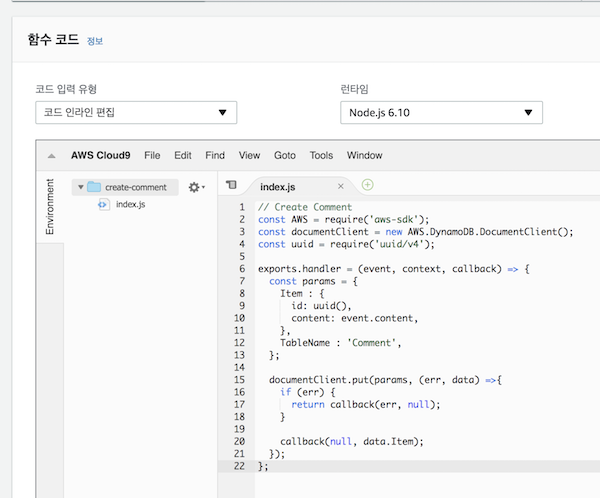 함수 코드 정보
코드 입력 유형
런타임
코드 인라인 편집
Node.js 6.10
AWS Cloud9 File Edit Find View Goto Tools Window
Environment
create-comment
index.js
index.js
1 // Create Comment
2 const AWS = require('aws-sdk');
3 const documentClient = new AWS.DynamoDB.DocumentClient();
4 const uuid = require('uuid/v4');
5
6 exports.handler = (event, context, callback) => {
7   const params = {
8     Item : {
9       id: uuid(),
10       content: event.content,
11     },
12     TableName : 'Comment',
13   };
14
15   documentClient.put(params, (err, data) =>{
16     if (err) {
17       return callback(err, null);
18     }
19
20     callback(null, data.Item);
21   });
22 };